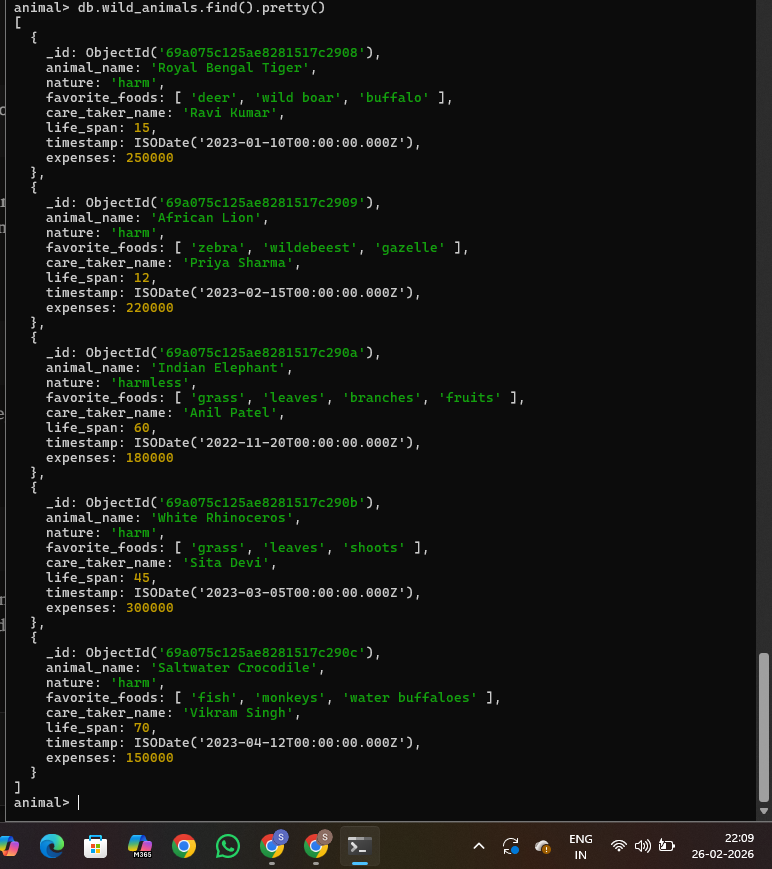 animal> db.wild_animals.find().pretty()
[
  {
    _id: ObjectId('69a075c125ae8281517c2908'),
    animal_name: 'Royal Bengal Tiger',
    nature: 'harm',
    favorite_foods: [ 'deer', 'wild boar', 'buffalo' ],
    care_taker_name: 'Ravi Kumar',
    life_span: 15,
    timestamp: ISODate('2023-01-10T00:00:00.000Z'),
    expenses: 250000
  },
  {
    _id: ObjectId('69a075c125ae8281517c2909'),
    animal_name: 'African Lion',
    nature: 'harm',
    favorite_foods: [ 'zebra', 'wildebeest', 'gazelle' ],
    care_taker_name: 'Priya Sharma',
    life_span: 12,
    timestamp: ISODate('2023-02-15T00:00:00.000Z'),
    expenses: 220000
  },
  {
    _id: ObjectId('69a075c125ae8281517c290a'),
    animal_name: 'Indian Elephant',
    nature: 'harmless',
    favorite_foods: [ 'grass', 'leaves', 'branches', 'fruits' ],
    care_taker_name: 'Anil Patel',
    life_span: 60,
    timestamp: ISODate('2022-11-20T00:00:00.000Z'),
    expenses: 180000
  },
  {
    _id: ObjectId('69a075c125ae8281517c290b'),
    animal_name: 'White Rhinoceros',
    nature: 'harm',
    favorite_foods: [ 'grass', 'leaves', 'shoots' ],
    care_taker_name: 'Sita Devi',
    life_span: 45,
    timestamp: ISODate('2023-03-05T00:00:00.000Z'),
    expenses: 300000
  },
  {
    _id: ObjectId('69a075c125ae8281517c290c'),
    animal_name: 'Saltwater Crocodile',
    nature: 'harm',
    favorite_foods: [ 'fish', 'monkeys', 'water buffaloes' ],
    care_taker_name: 'Vikram Singh',
    life_span: 70,
    timestamp: ISODate('2023-04-12T00:00:00.000Z'),
    expenses: 150000
  }
]
animal>
M365
S
S
ENG
IN
22:09
26-02-2026